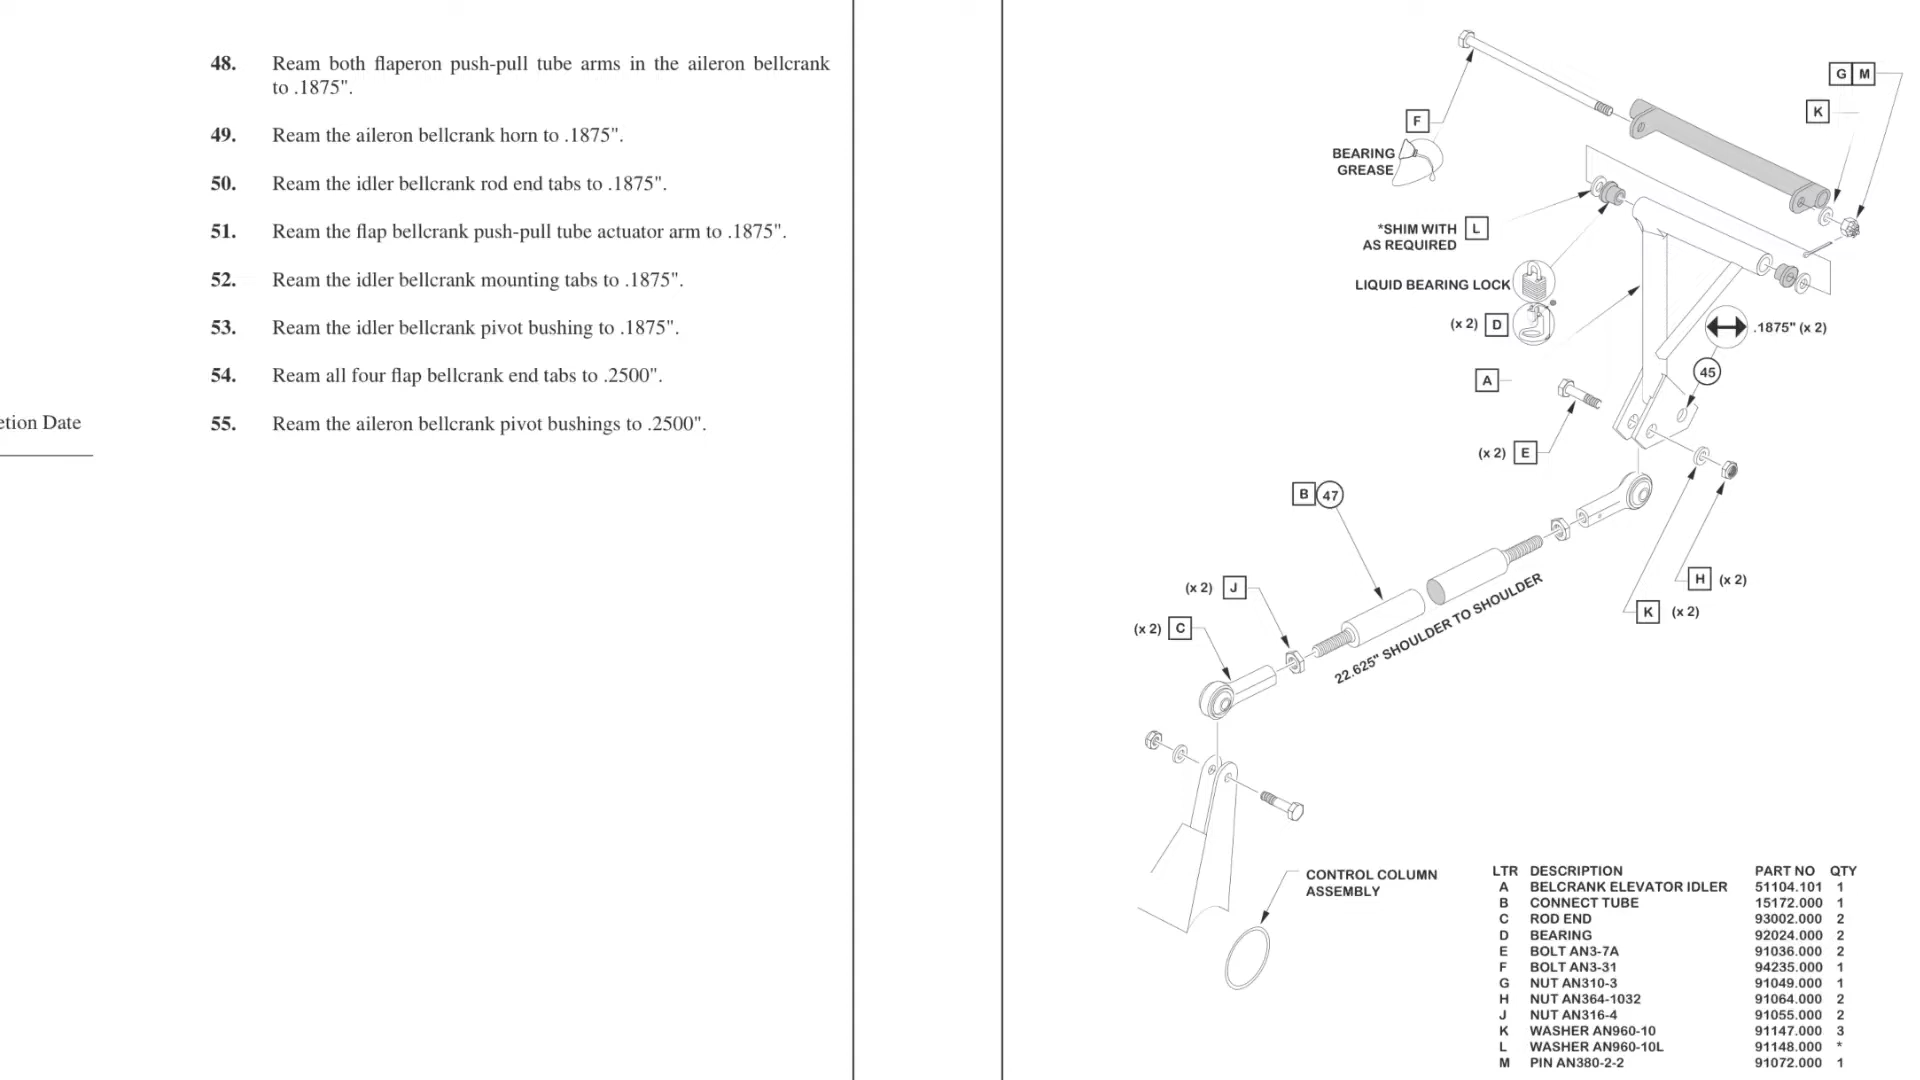 48. Ream both flaperon push-pull tube arms in the aileron bellcrank
to .1875".
49. Ream the aileron bellcrank horn to .1875".
50. Ream the idler bellcrank rod end tabs to .1875".
51. Ream the flap bellcrank push-pull tube actuator arm to .1875".
52. Ream the idler bellcrank mounting tabs to .1875".
53. Ream the idler bellcrank pivot bushing to .1875".
54. Ream all four flap bellcrank end tabs to .2500".
etion Date
55. Ream the aileron bellcrank pivot bushings to .2500".
G M
K
F
BEARING
GREASE
*SHIM WITH L
AS REQUIRED
LIQUID BEARING LOCK
(x 2) D
.1875" (x 2)
45
A
(x 2) E
B 47
H (x 2)
K (x 2)
(x 2) J
(x 2) C
22.625" SHOULDER TO SHOULDER
CONTROL COLUMN
ASSEMBLY
LTR DESCRIPTION PART NO QTY
A BELCRANK ELEVATOR IDLER 51104.101 1
B CONNECT TUBE 15172.000 1
C ROD END 93002.000 2
D BEARING 92024.000 2
E BOLT AN3-7A 91036.000 2
F BOLT AN3-31 94235.000 1
G NUT AN310-3 91049.000 1
H NUT AN364-1032 91064.000 2
J NUT AN316-4 91055.000 2
K WASHER AN960-10 91147.000 3
L WASHER AN960-10L 91148.000 *
M PIN AN380-2-2 91072.000 1